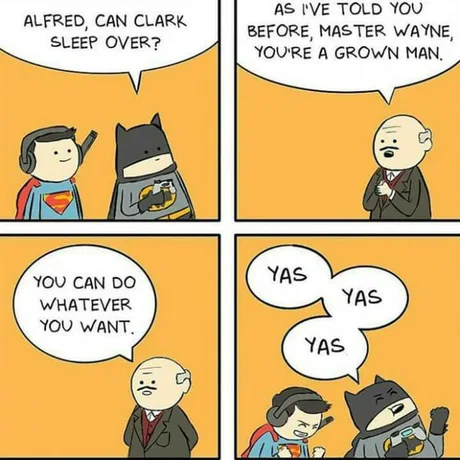 ALFRED, CAN CLARK
SLEEP OVER?
AS I'VE TOLD YOU
BEFORE, MASTER WAYNE,
YOU'RE A GROWN MAN.
YOU CAN DO
WHATEVER
YOU WANT.
YAS
YAS
YAS